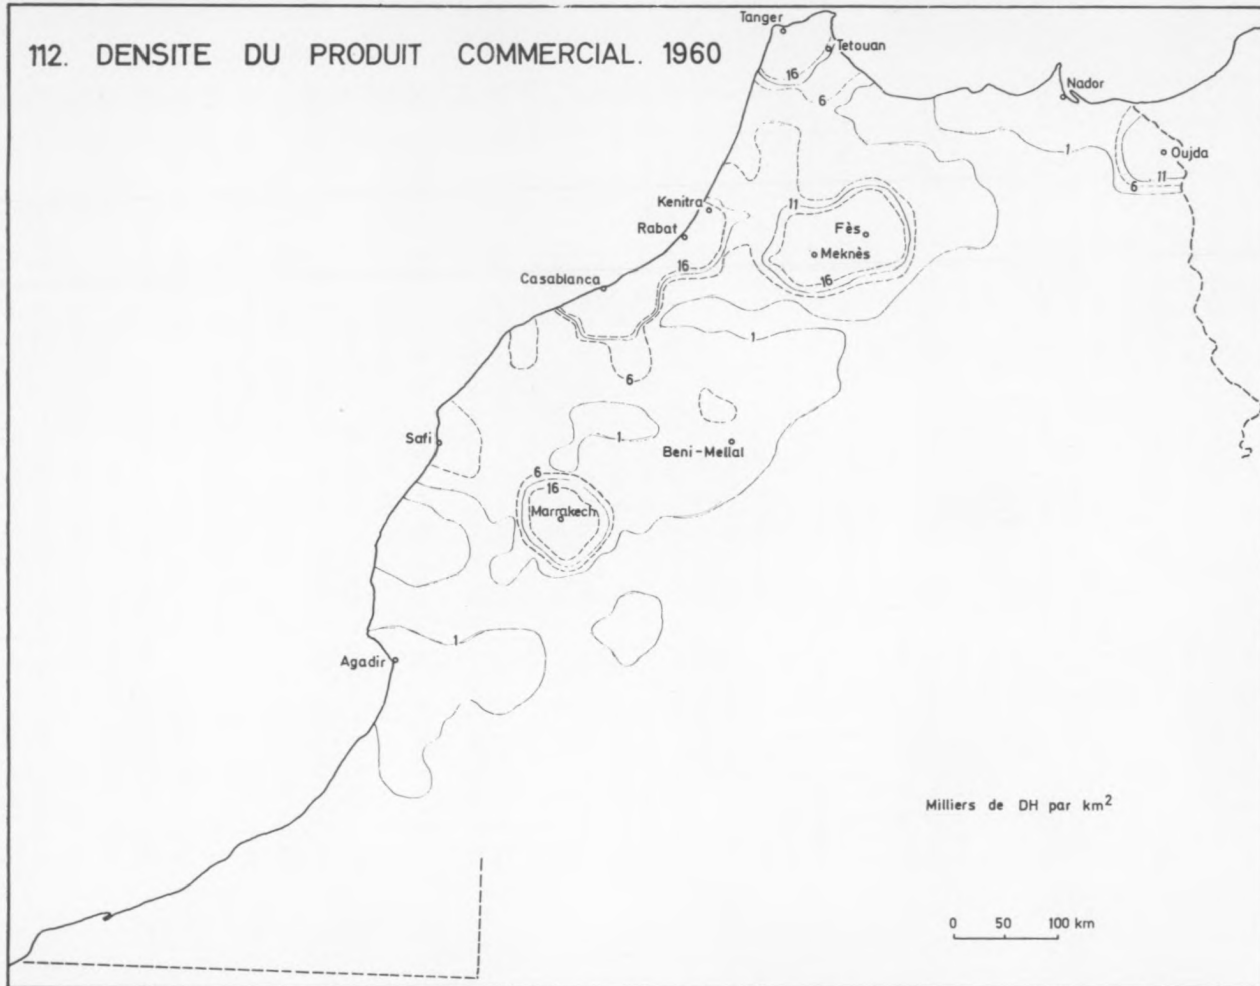 112. DENSITE DU PRODUIT COMMERCIAL. 1960
Tanger
Tetouan
16
6
Nador
1
Oujda
11
6
Kenitra
11
Rabat
Fès
Meknès
16
16
Casablanca
1
6
1
Safi
Beni-Mellal
6
16
Marrakech
1
Agadir
Milliers de DH par km²
0 50 100 km